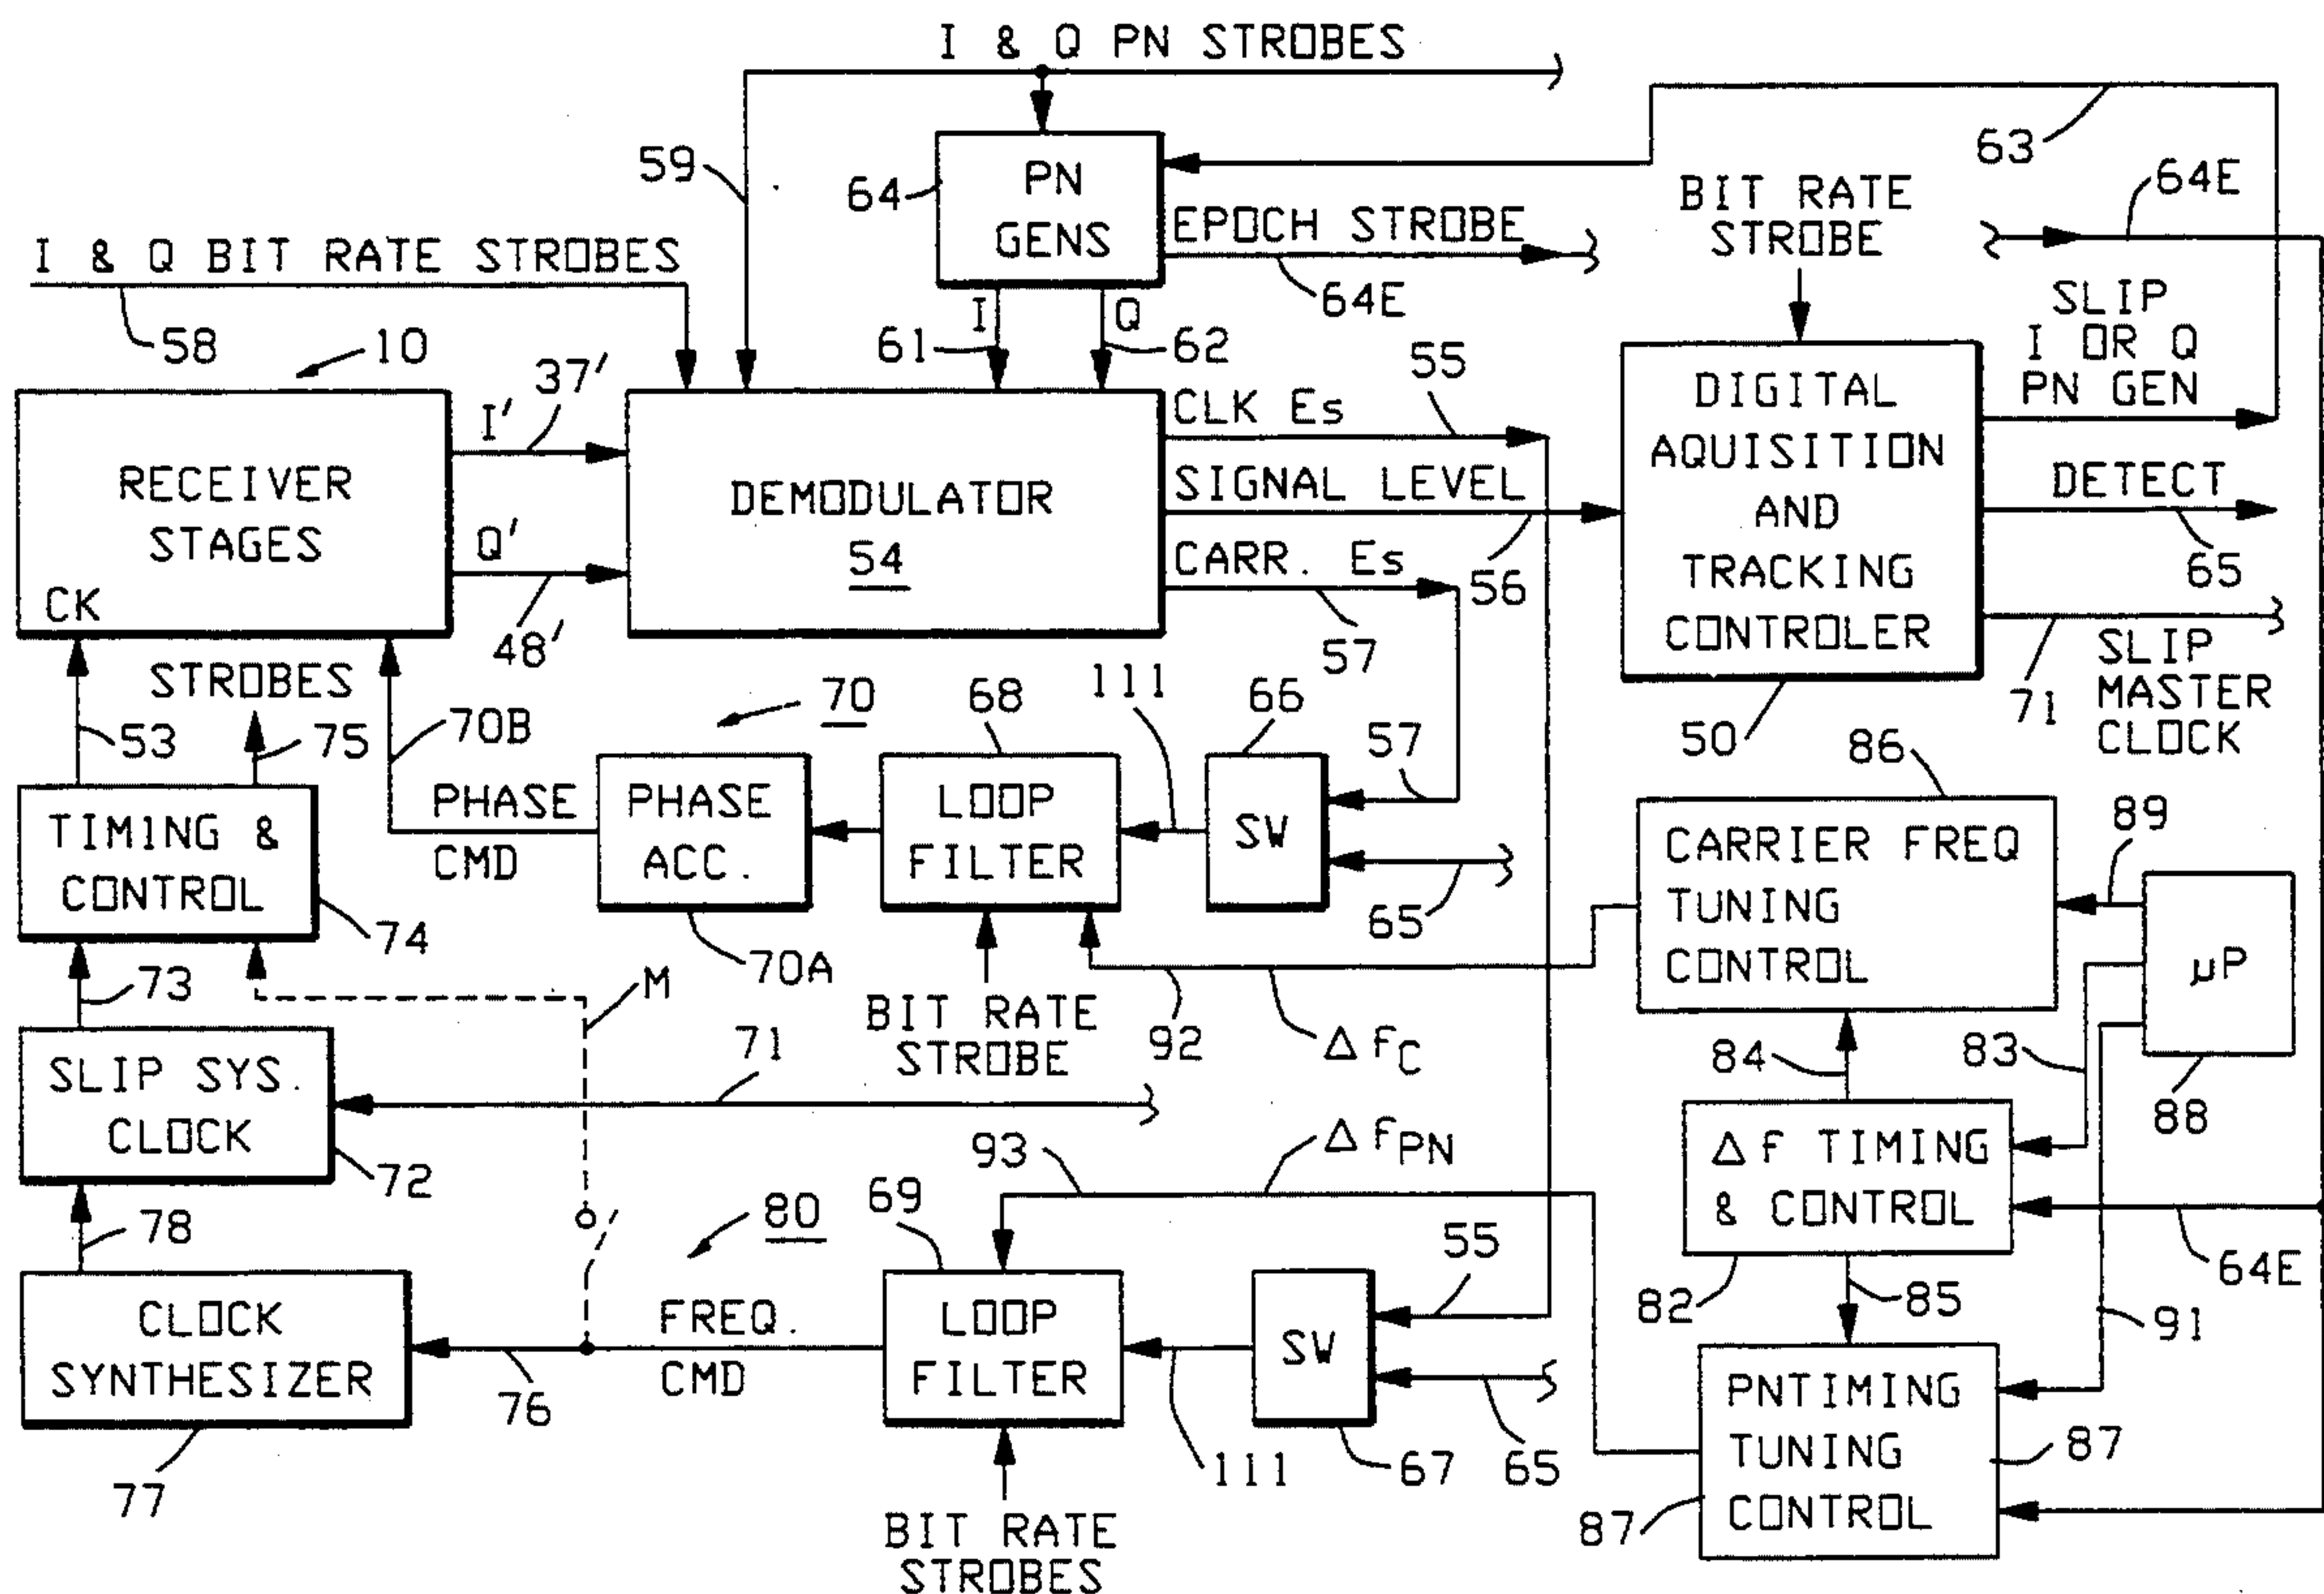 I & Q PN STROBES
63
59
64
PN
GENS
EPOCH STROBE
64E
BIT RATE
STROBE
64E
I & Q BIT RATE STROBES
58
10
I
61
Q
62
SLIP
I OR Q
PN GEN
RECEIVER
STAGES
CK
I'
37'
Q'
48'
DEMODULATOR
54
CLK Es
55
SIGNAL LEVEL
56
CARR. Es
57
DIGITAL
AQUISITION
AND
TRACKING
CONTROLER
50
DETECT
65
71
SLIP
MASTER
CLOCK
STROBES
53
75
70B
70
68
111
66
57
86
TIMING &
CONTROL
74
PHASE
CMD
PHASE
ACC.
70A
LOOP
FILTER
SW
65
CARRIER FREQ
TUNING
CONTROL
89
μP
88
73
M
BIT RATE
STROBE
92
Δ FC
84
83
SLIP SYS.
CLOCK
72
71
93
Δ FPN
Δ F TIMING
& CONTROL
82
64E
85
91
78
80
69
55
CLOCK
SYNTHESIZER
77
76
FREQ.
CMD
LOOP
FILTER
111
SW
67
65
PNTIMING
TUNING
CONTROL
87
87
BIT RATE
STROBES